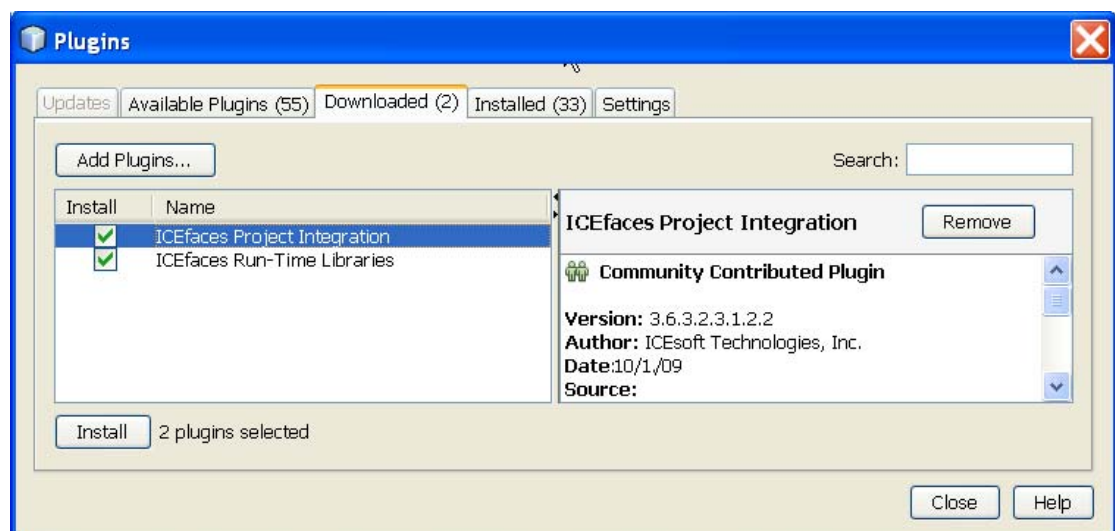 Plugins
Updates Available Plugins (55) Downloaded (2) Installed (33) Settings
Add Plugins... Search:
Install Name
ICEfaces Project Integration
ICEfaces Run-Time Libraries
ICEfaces Project Integration Remove
Community Contributed Plugin
Version: 3.6.3.2.3.1.2.2
Author: ICEsoft Technologies, Inc.
Date:10/1/09
Source:
Install 2 plugins selected
Close Help